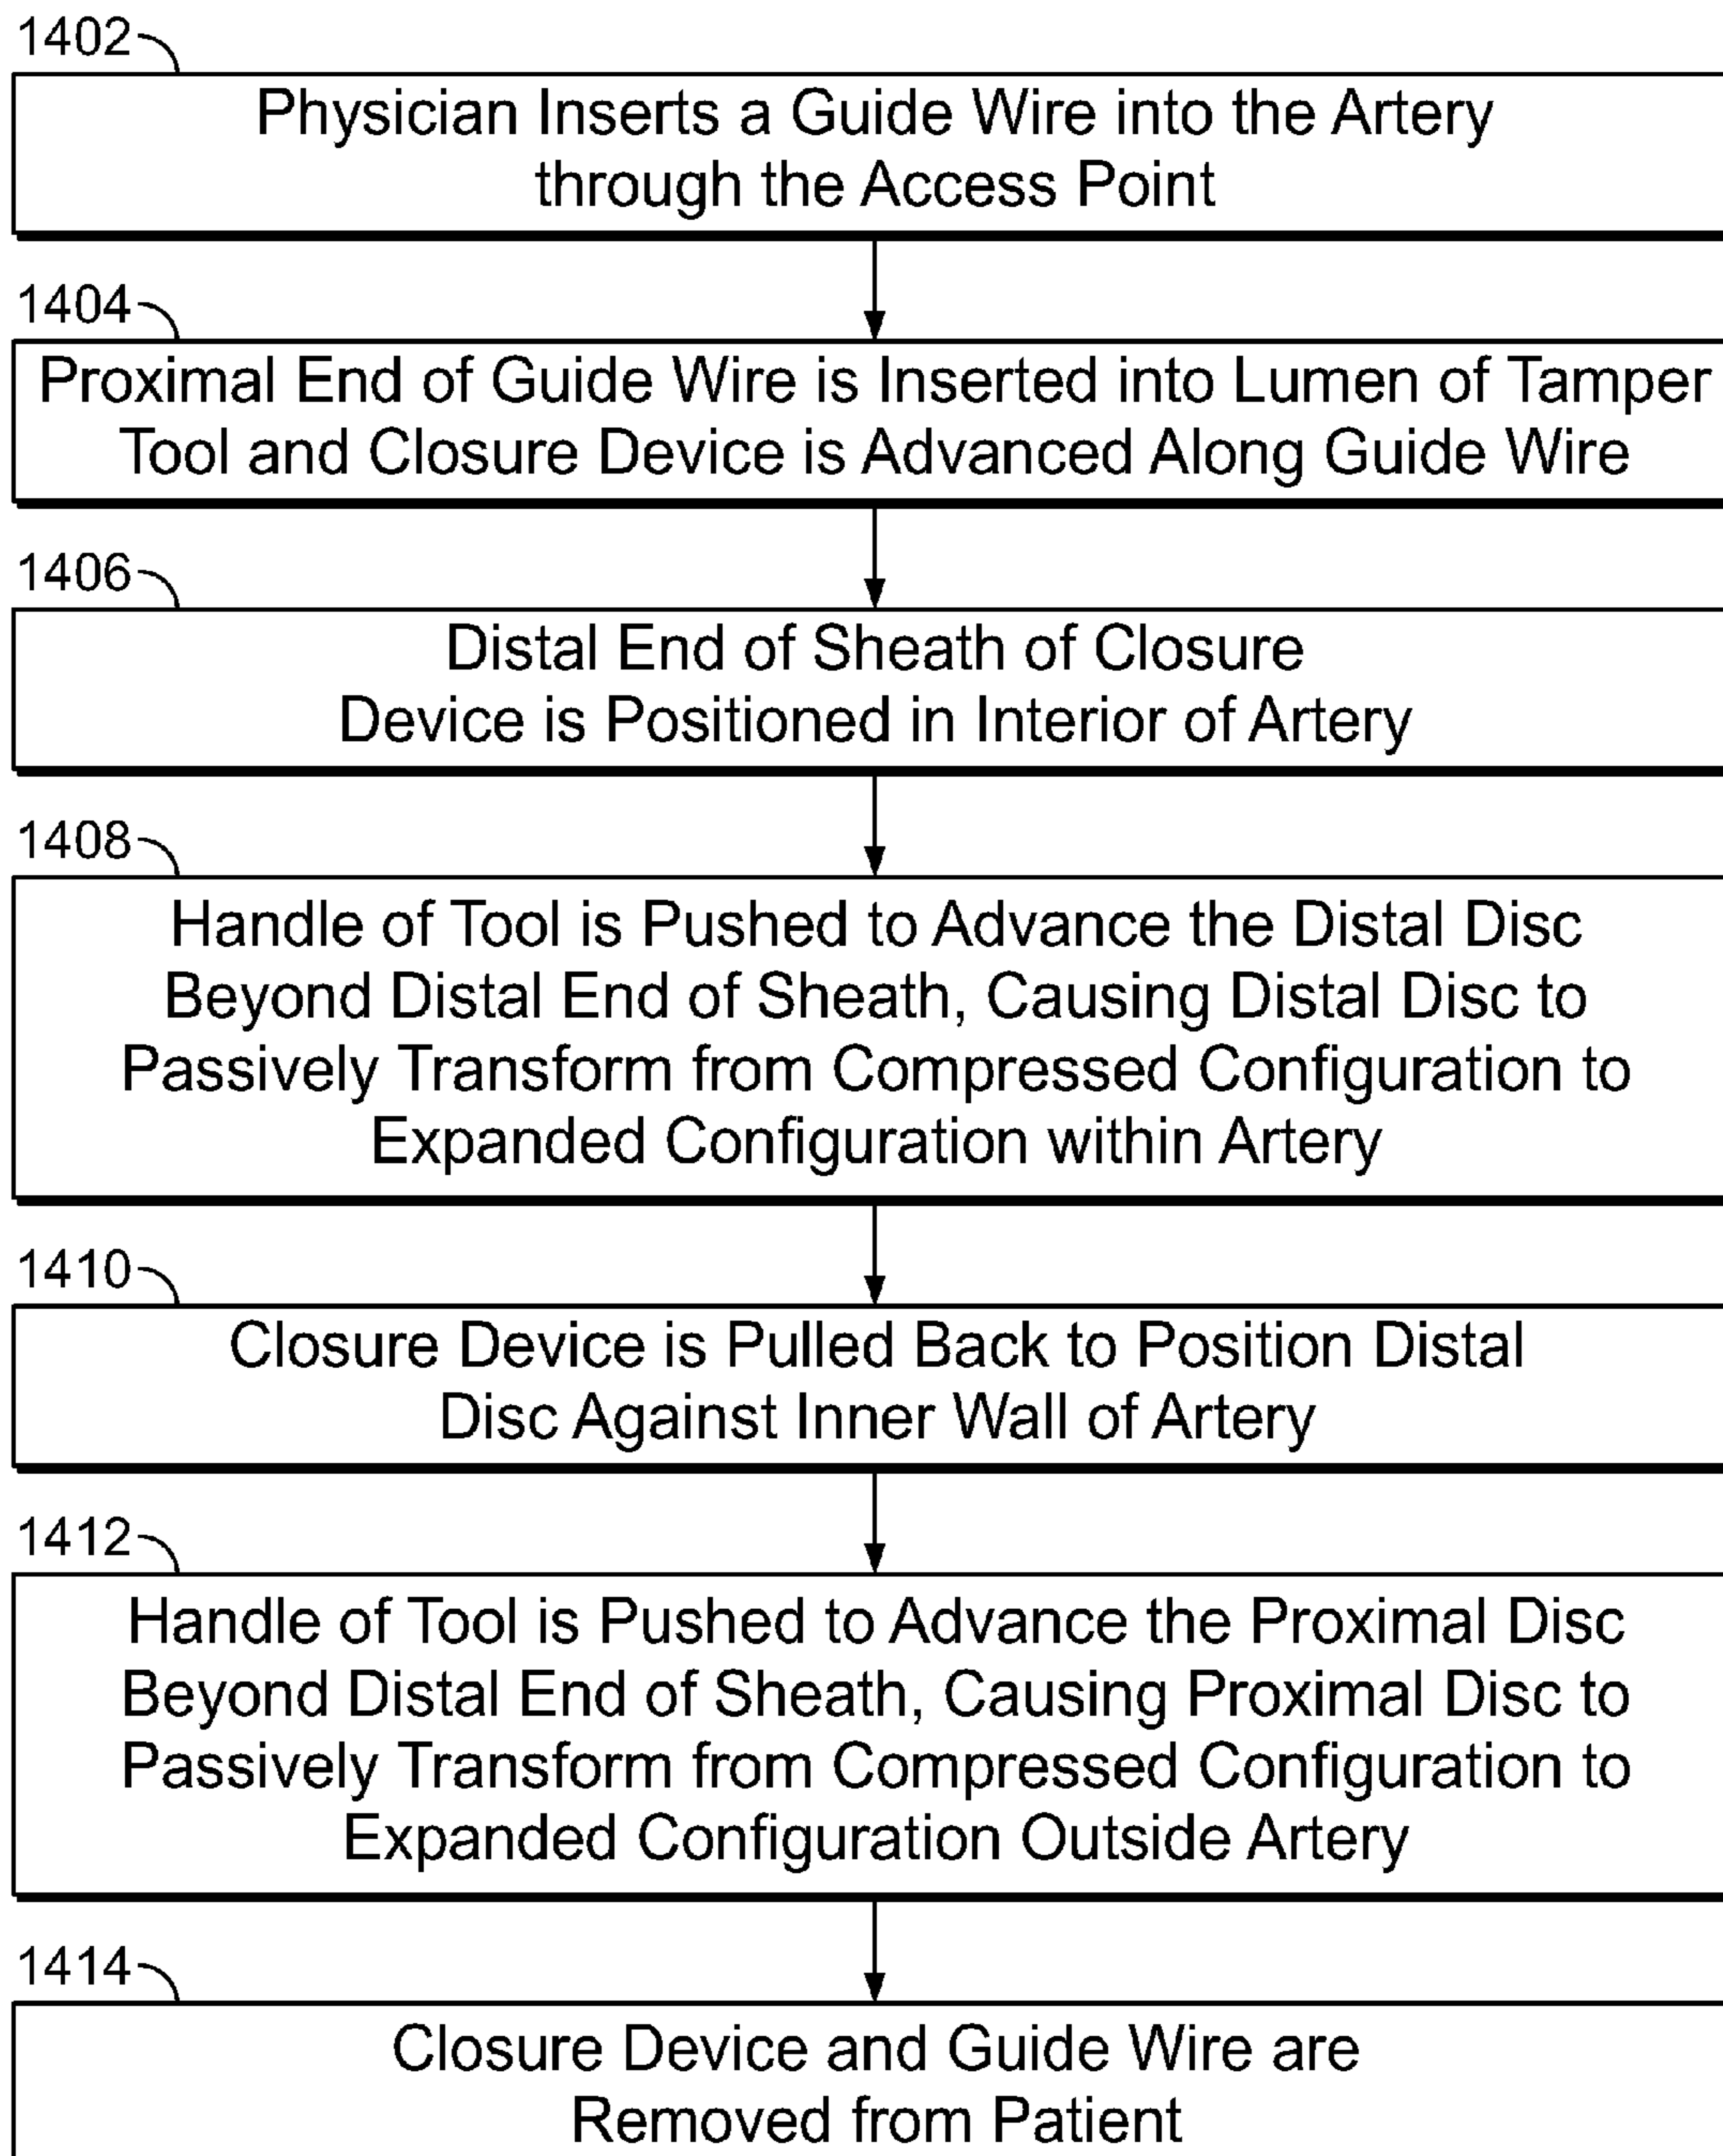 1402
Physician Inserts a Guide Wire into the Artery
through the Access Point
1404
Proximal End of Guide Wire is Inserted into Lumen of Tamper
Tool and Closure Device is Advanced Along Guide Wire
1406
Distal End of Sheath of Closure
Device is Positioned in Interior of Artery
1408
Handle of Tool is Pushed to Advance the Distal Disc
Beyond Distal End of Sheath, Causing Distal Disc to
Passively Transform from Compressed Configuration to
Expanded Configuration within Artery
1410
Closure Device is Pulled Back to Position Distal
Disc Against Inner Wall of Artery
1412
Handle of Tool is Pushed to Advance the Proximal Disc
Beyond Distal End of Sheath, Causing Proximal Disc to
Passively Transform from Compressed Configuration to
Expanded Configuration Outside Artery
1414
Closure Device and Guide Wire are
Removed from Patient